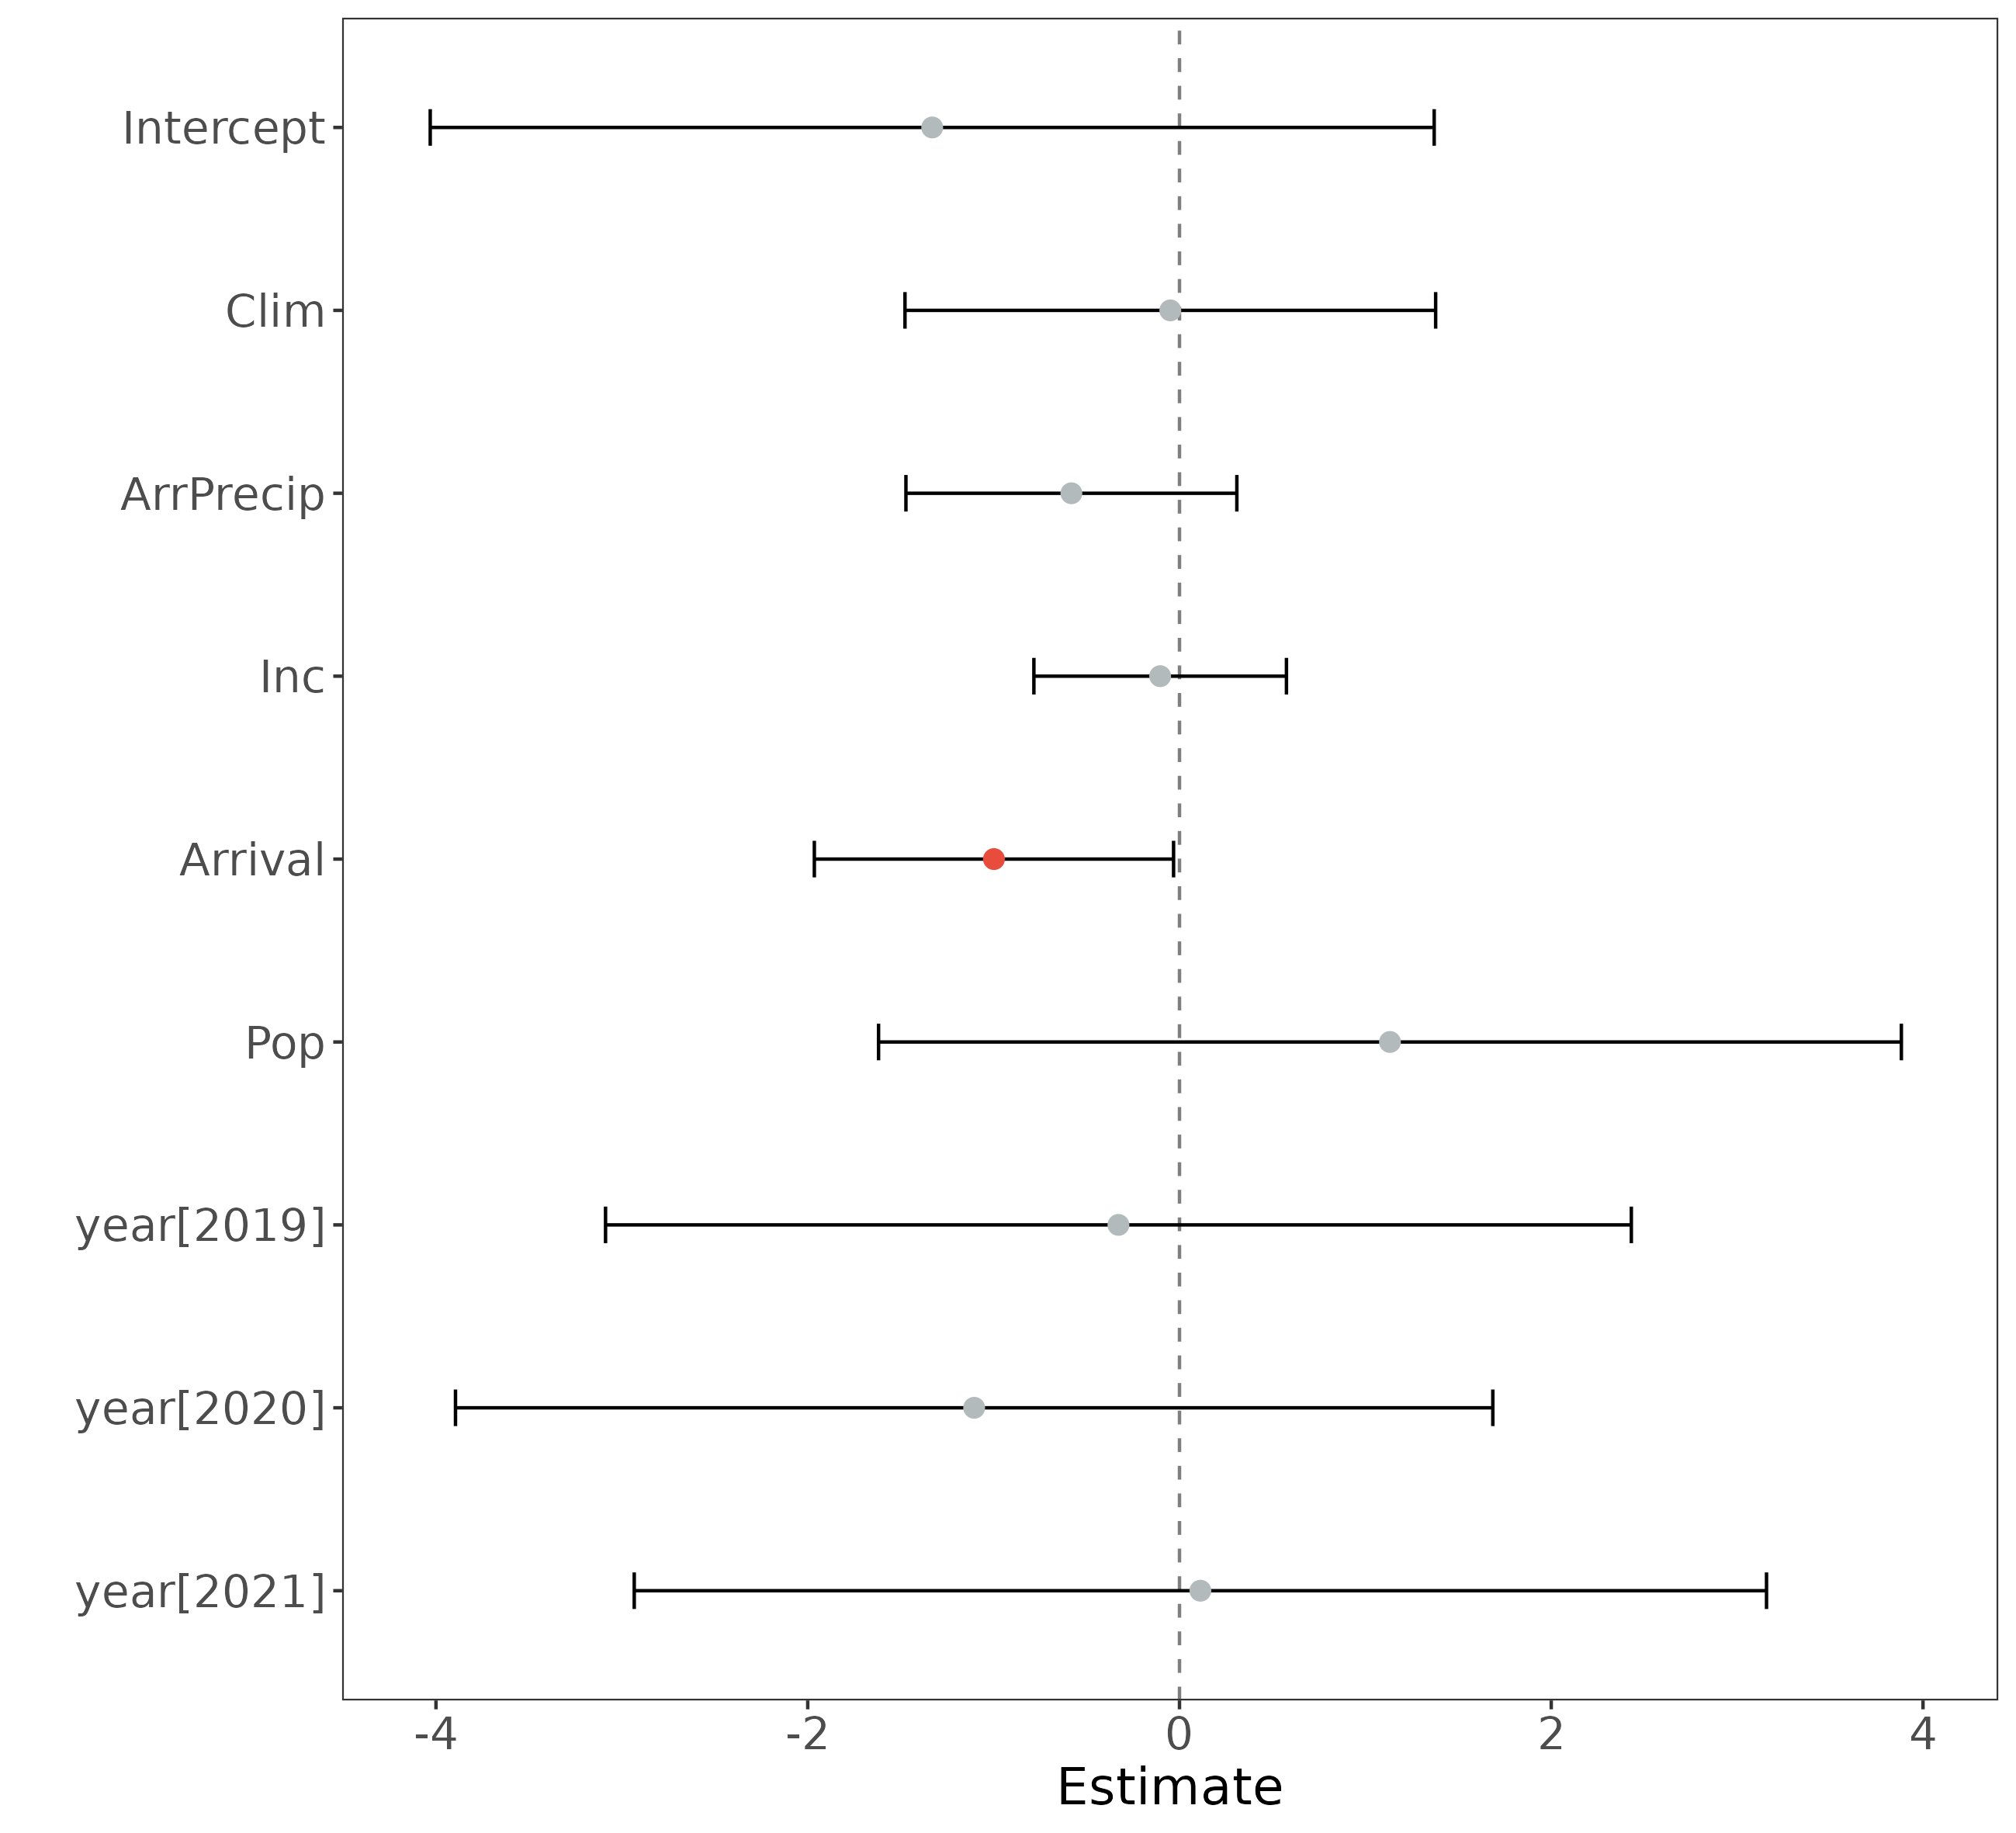 Intercept
Clim
ArrPrecip
Inc
Arrival
Pop
year[2019]
year[2020]
year[2021]
-4 -2 0 2 4
Estimate